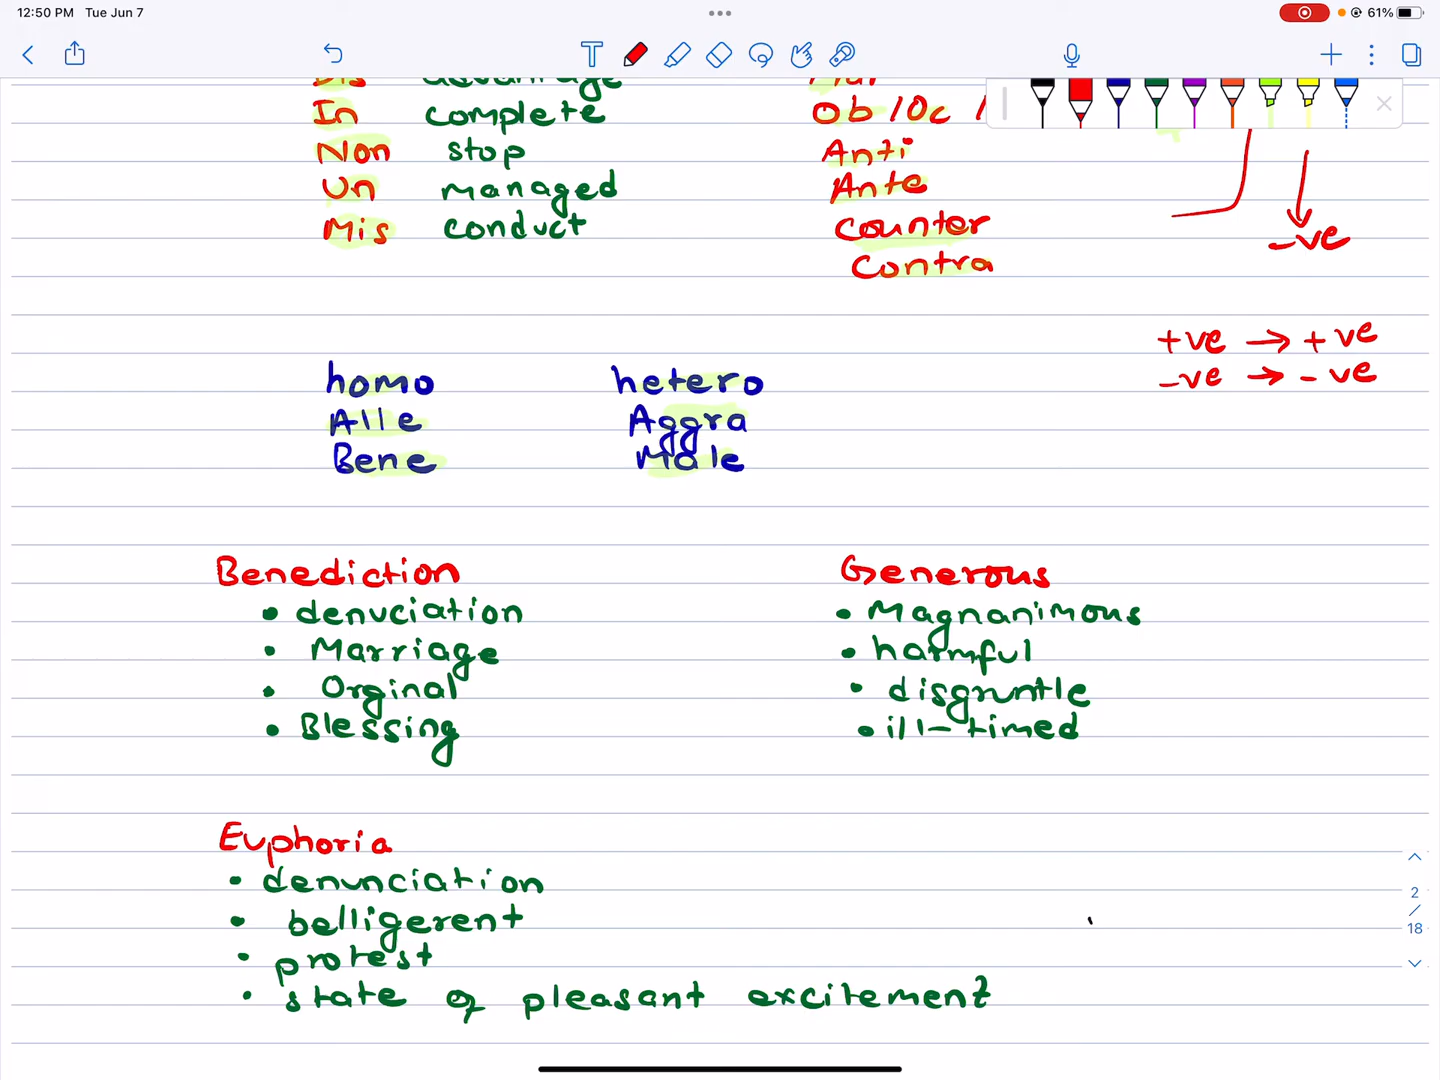 12:50 PM Tue Jun 7
61%
Dis advantage
In complete
Non stop
Un managed
Mis conduct
Ob / Oc /
Anti
Ante
Counter
Contra
-ve
+ve → +ve
-ve → -ve
homo hetero
Alle Aggra
Bene Male
Benediction
• denuciation
• Marriage
• Orginal
• Blessing
Generous
• Magnanimous
• harmful
• disgruntle
• ill-timed
Euphoria
• denunciation
• belligerent
• protest
• state of pleasant excitement
2
/
18